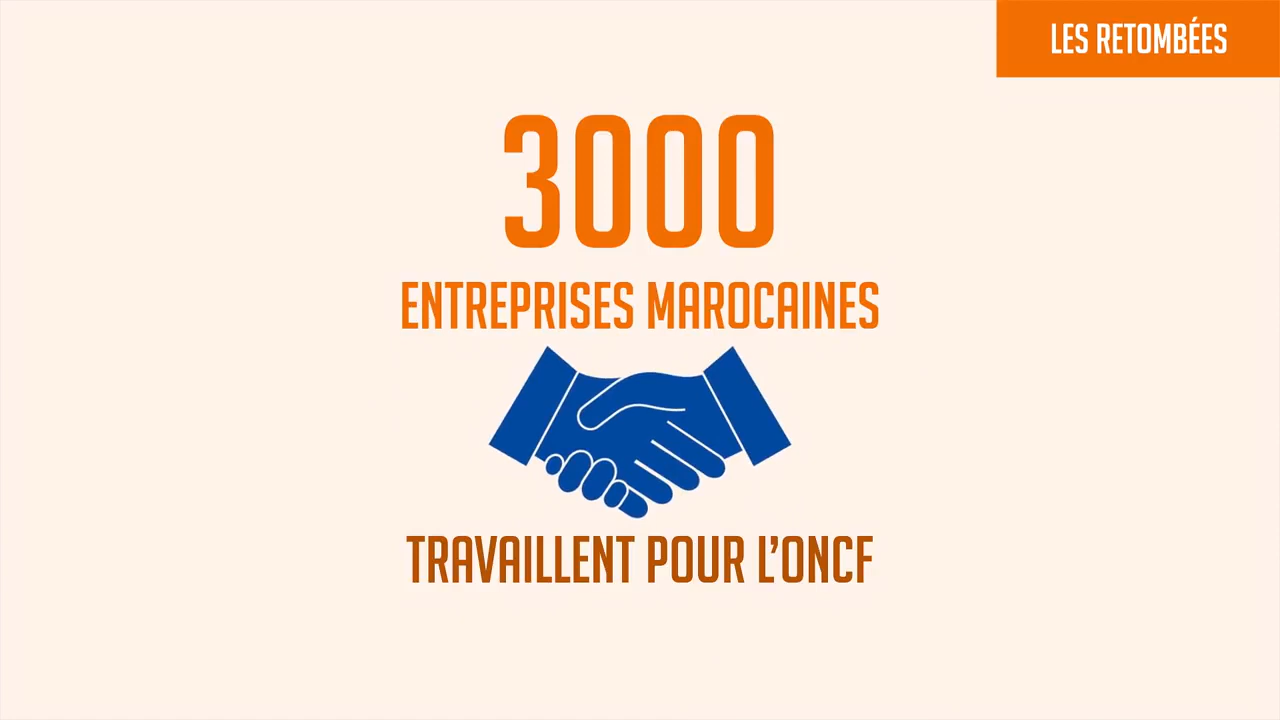 LES RETOMBÉES
3000
ENTREPRISES MAROCAINES
TRAVAILLENT POUR L'ONCF